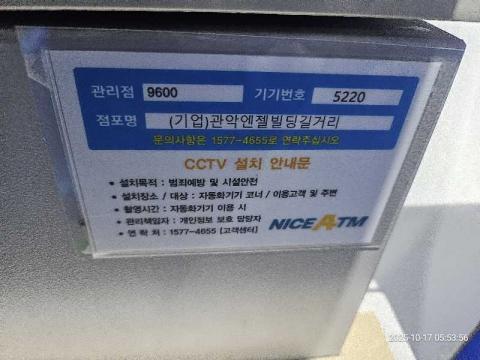 관리점 9600 기기번호 5220
점포명 (기업)관악엔젤빌딩길거리
문의사항은 1577-4655로 연락주십시오
CCTV 설치 안내문
• 설치목적 : 범죄예방 및 시설안전
• 설치장소 / 대상 : 자동화기기 코너 / 이용고객 및 주변
• 촬영시간 : 자동화기기 이용 시
• 관리책임자 : 개인정보 보호 담당자
• 연 락 처 : 1577-4655 [고객센터]
NICE ATM
2025-10-17 05:53:56